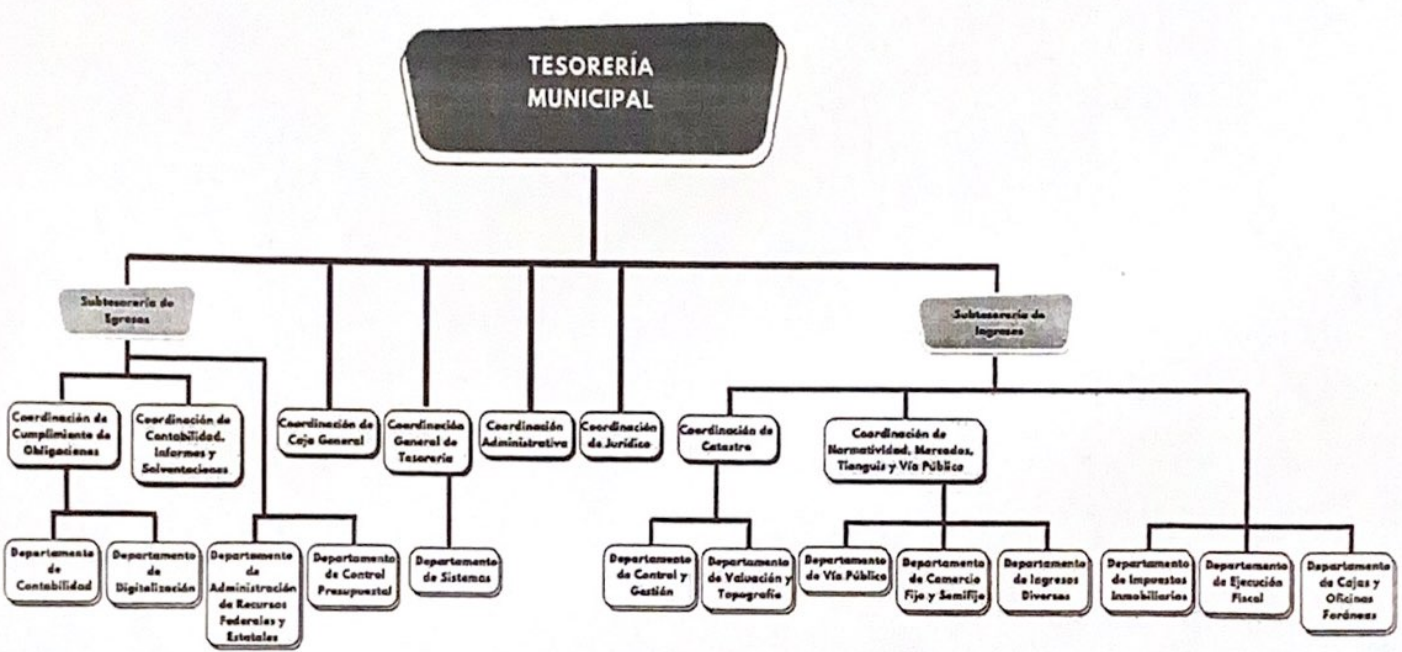 TESORERÍA
MUNICIPAL
Subtesorería de
Egresos
Subtesorería de
Ingresos
Coordinación de
Cumplimiento de
Obligaciones
Coordinación de
Contabilidad,
Informes y
Solventaciones
Coordinación de
Caja General
Coordinación
General de
Tesorería
Coordinación
Administrativa
Coordinación
de Jurídico
Coordinación de
Catastro
Coordinación de
Normatividad, Mercados,
Tianguis y Vía Pública
Departamento
de
Contabilidad
Departamento
de
Digitalización
Departamento
de
Administración
de Recursos
Federales y
Estatales
Departamento
de Control
Presupuestal
Departamento
de Sistemas
Departamento
de Control y
Gestión
Departamento
de Valuación y
Topografía
Departamento
de Vía Pública
Departamento
de Comercio
Fijo y Semifijo
Departamento
de Ingresos
Diversos
Departamento
de Impuestos
Inmobiliarios
Departamento
de Ejecución
Fiscal
Departamento
de Cajas y
Oficinas
Foráneas